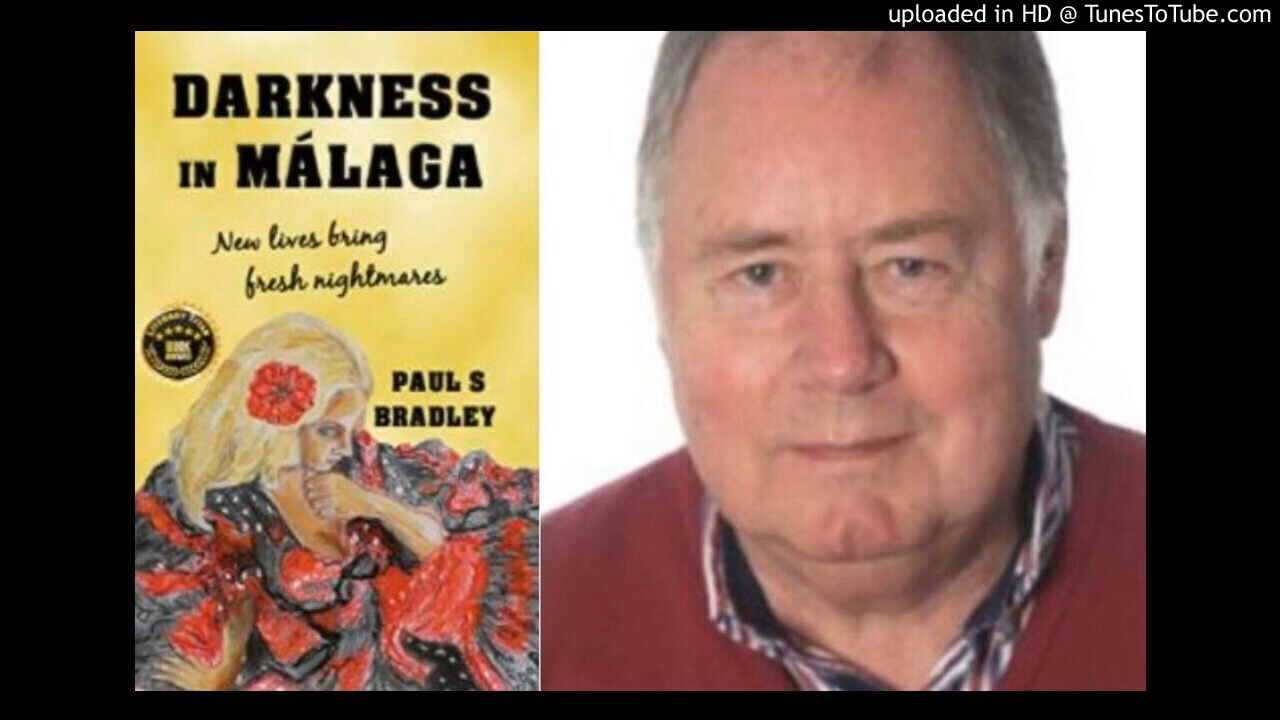 uploaded in HD @ TunesToTube.com
DARKNESS
IN MÁLAGA
New lives bring
fresh nightmares
PAUL S
BRADLEY